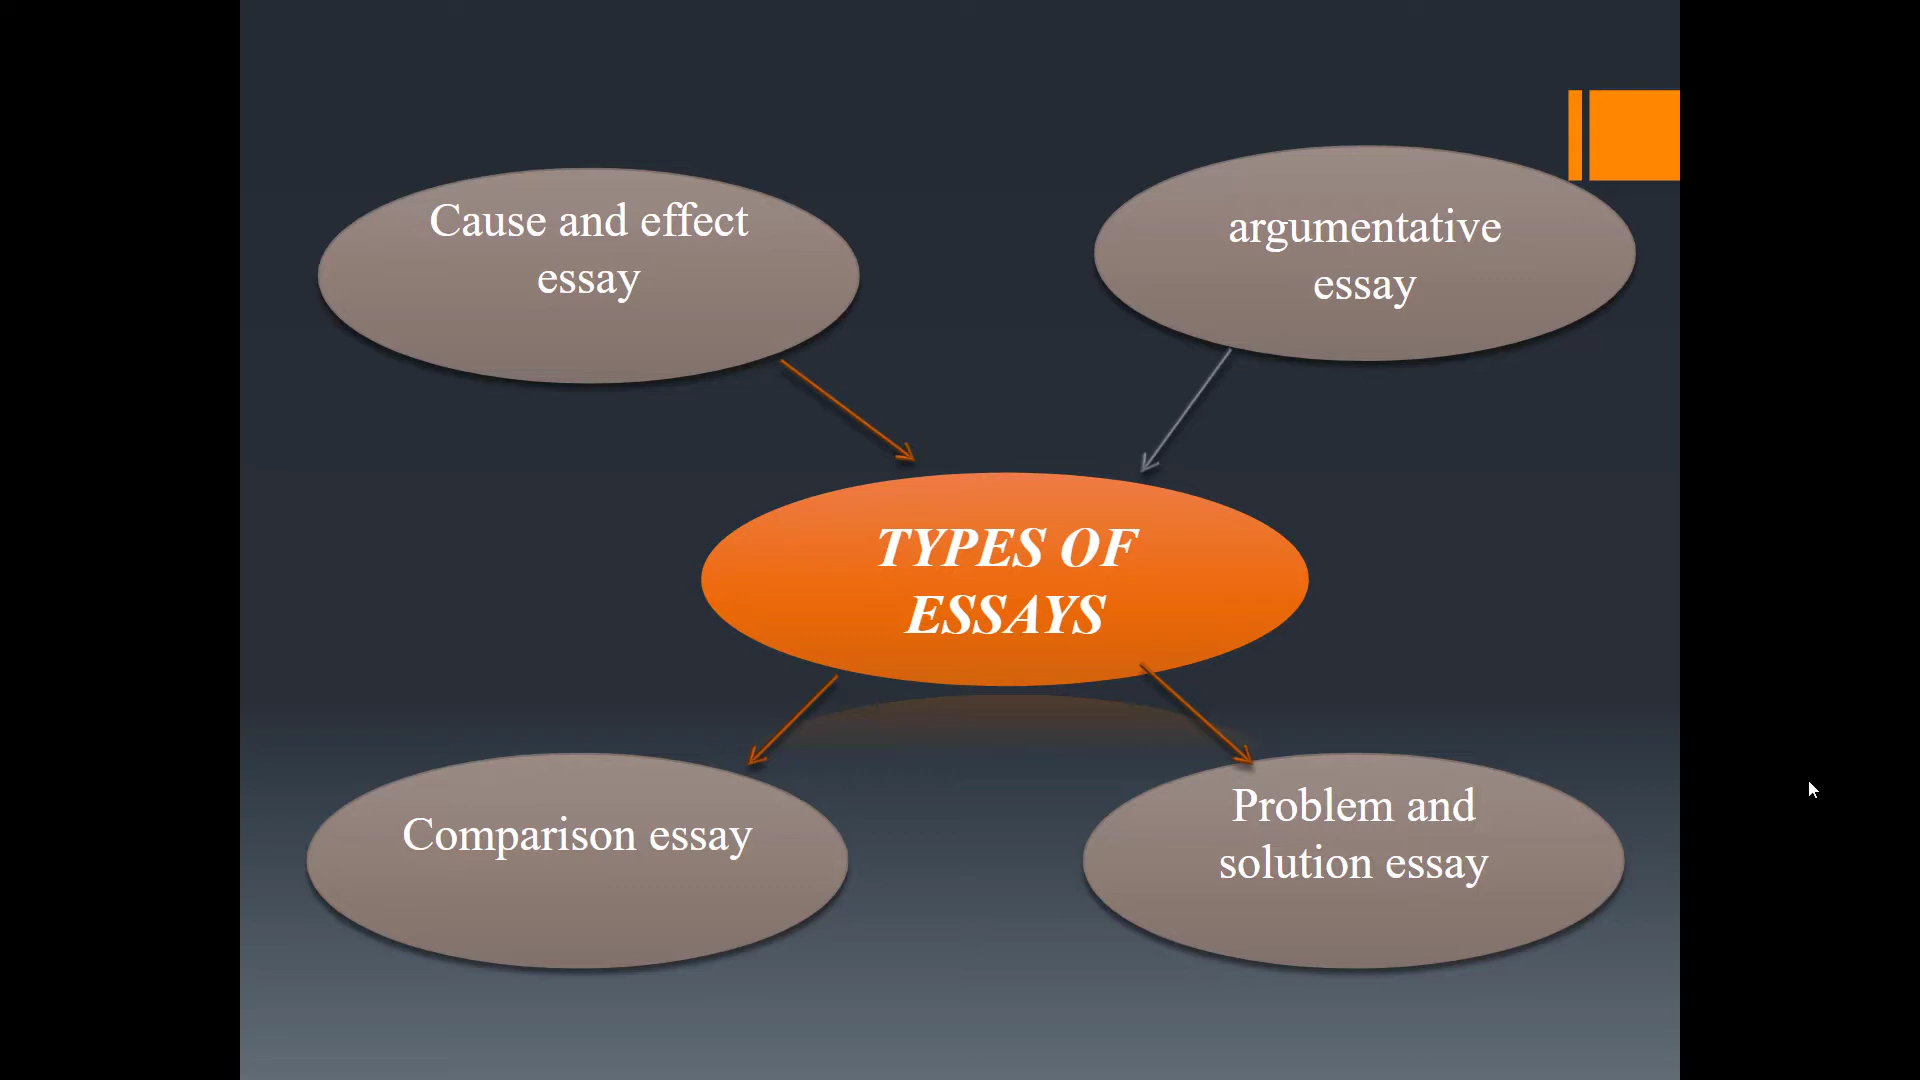 Cause and effect
essay
argumentative
essay
TYPES OF
ESSAYS
Comparison essay
Problem and
solution essay